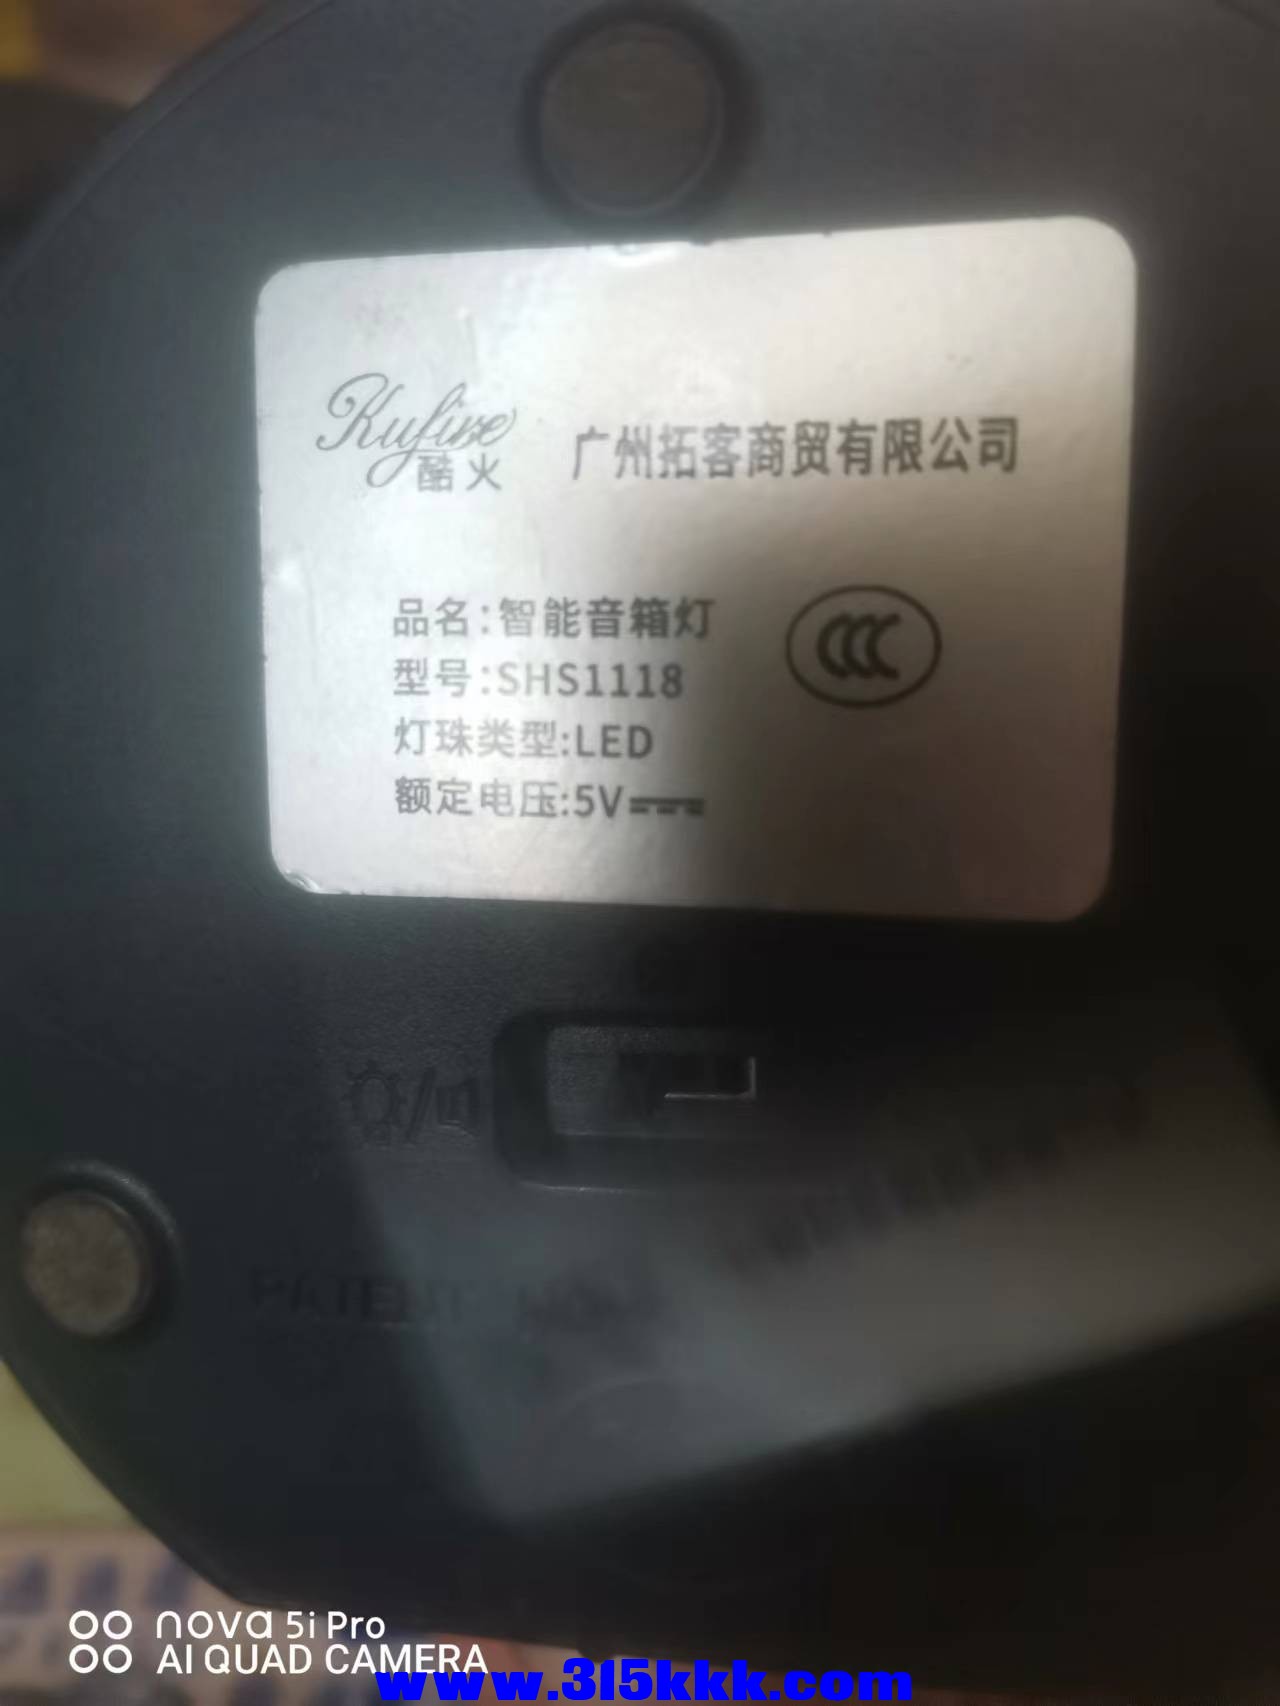 Kufire
酷火
广州拓客商贸有限公司
品名:智能音箱灯
型号:SHS1118
灯珠类型:LED
额定电压:5V
CCC
PATENT
nova 5i Pro
AI QUAD CAMERA
www.315kkk.com